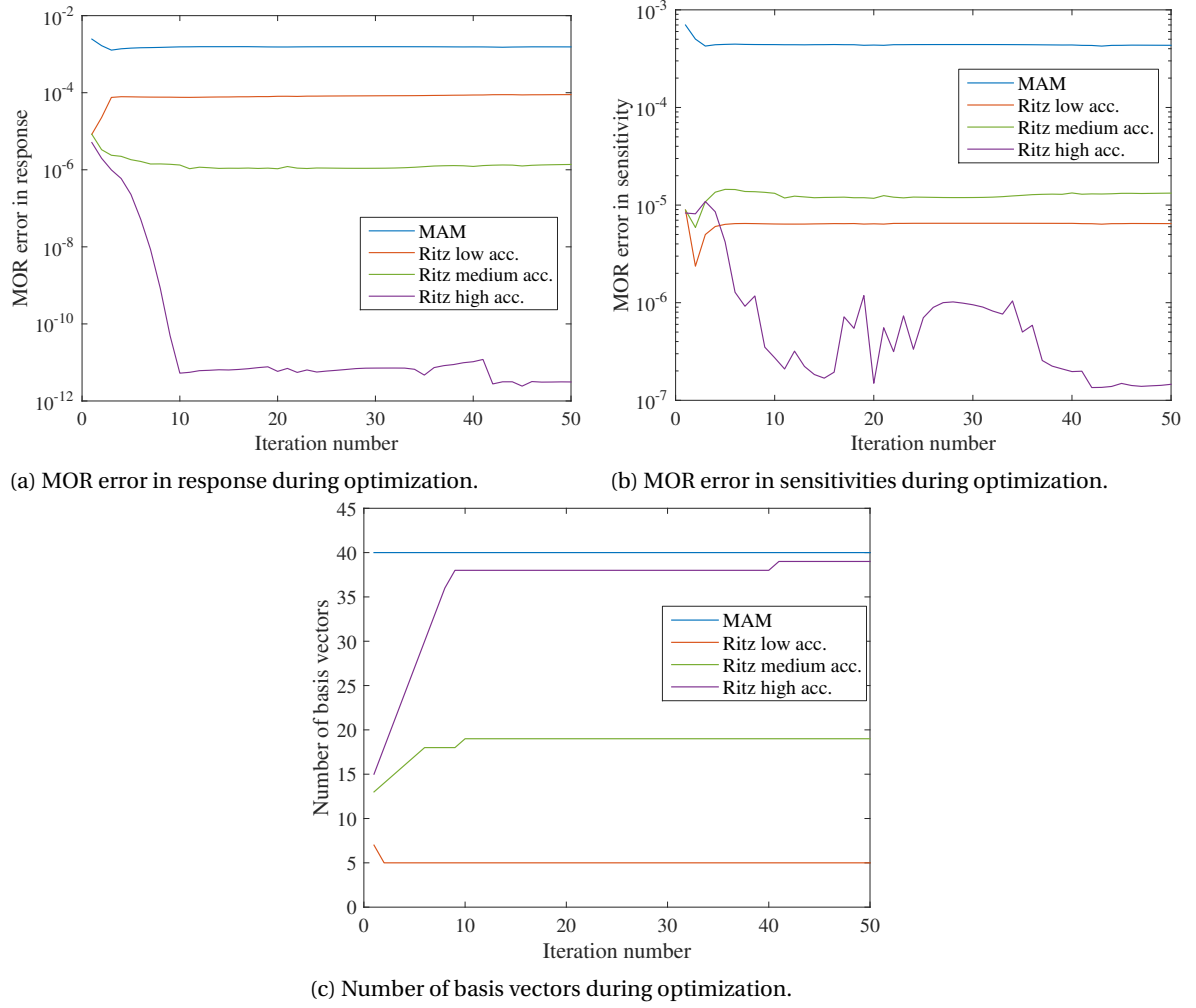 10^-2
10^-4
10^-6
10^-8
10^-10
10^-12
MOR error in response
0 10 20 30 40 50
Iteration number
MAM
Ritz low acc.
Ritz medium acc.
Ritz high acc.
(a) MOR error in response during optimization.
10^-3
10^-4
10^-5
10^-6
10^-7
MOR error in sensitivity
0 10 20 30 40 50
Iteration number
MAM
Ritz low acc.
Ritz medium acc.
Ritz high acc.
(b) MOR error in sensitivities during optimization.
45
40
35
30
25
20
15
10
5
0
Number of basis vectors
0 10 20 30 40 50
Iteration number
MAM
Ritz low acc.
Ritz medium acc.
Ritz high acc.
(c) Number of basis vectors during optimization.